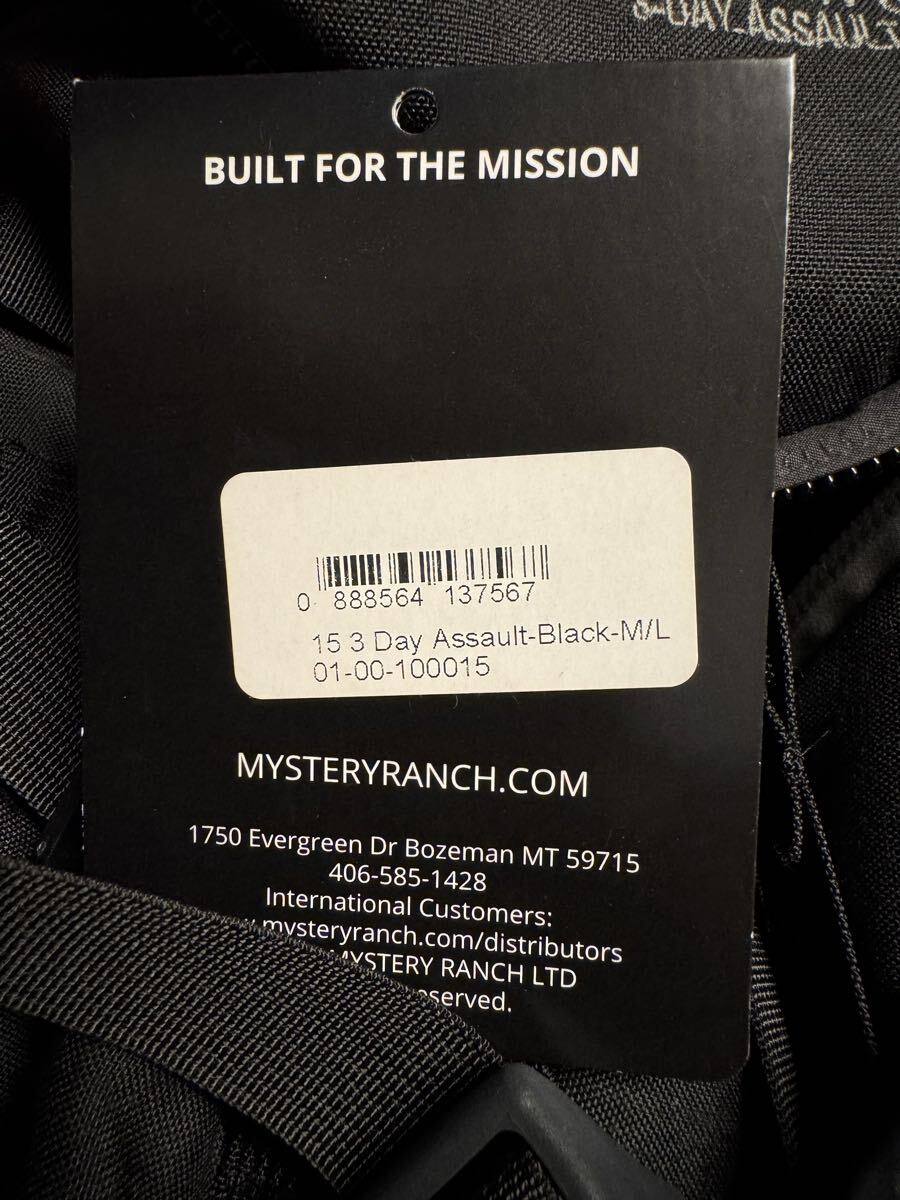 3-DAY ASSAULT
BUILT FOR THE MISSION
0 888564 137567
15 3 Day Assault-Black-M/L
01-00-100015
MYSTERYRANCH.COM
1750 Evergreen Dr Bozeman MT 59715
406-585-1428
International Customers:
mysteryranch.com/distributors
MYSTERY RANCH LTD